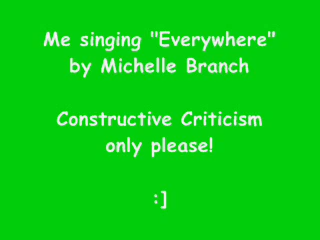 Me singing "Everywhere"
by Michelle Branch
Constructive Criticism
only please!
:]